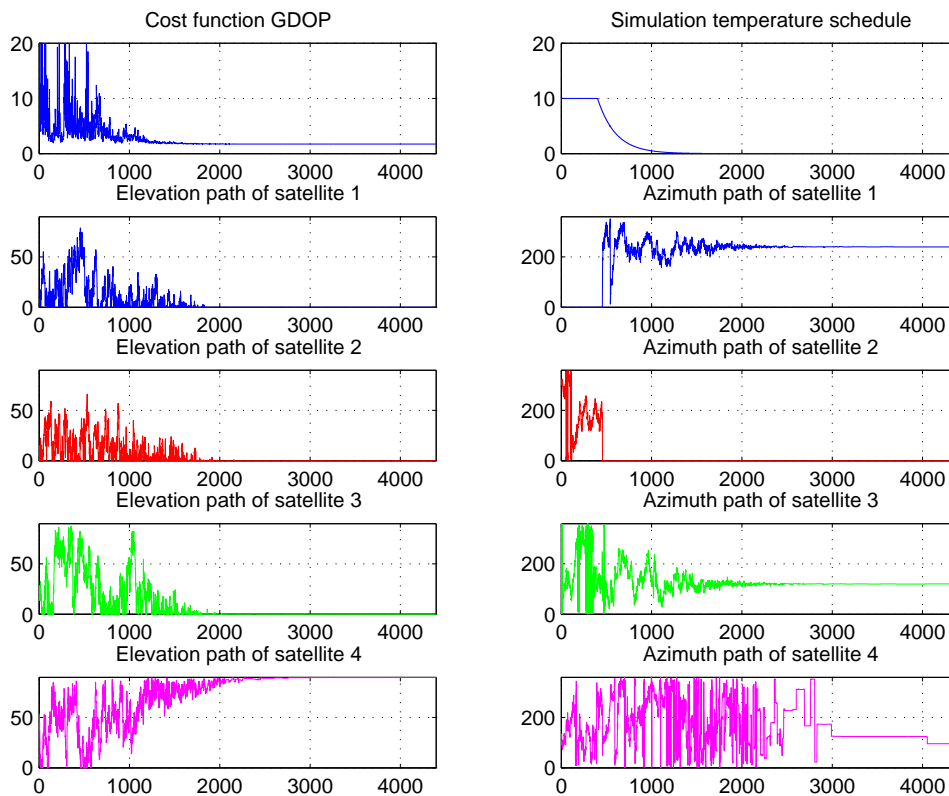 Cost function GDOP
Simulation temperature schedule
20
10
0
0 1000 2000 3000 4000
20
10
0
0 1000 2000 3000 4000
Elevation path of satellite 1
Azimuth path of satellite 1
50
0
0 1000 2000 3000 4000
200
0
0 1000 2000 3000 4000
Elevation path of satellite 2
Azimuth path of satellite 2
50
0
0 1000 2000 3000 4000
200
0
0 1000 2000 3000 4000
Elevation path of satellite 3
Azimuth path of satellite 3
50
0
0 1000 2000 3000 4000
200
0
0 1000 2000 3000 4000
Elevation path of satellite 4
Azimuth path of satellite 4
50
0
0 1000 2000 3000 4000
200
0
0 1000 2000 3000 4000